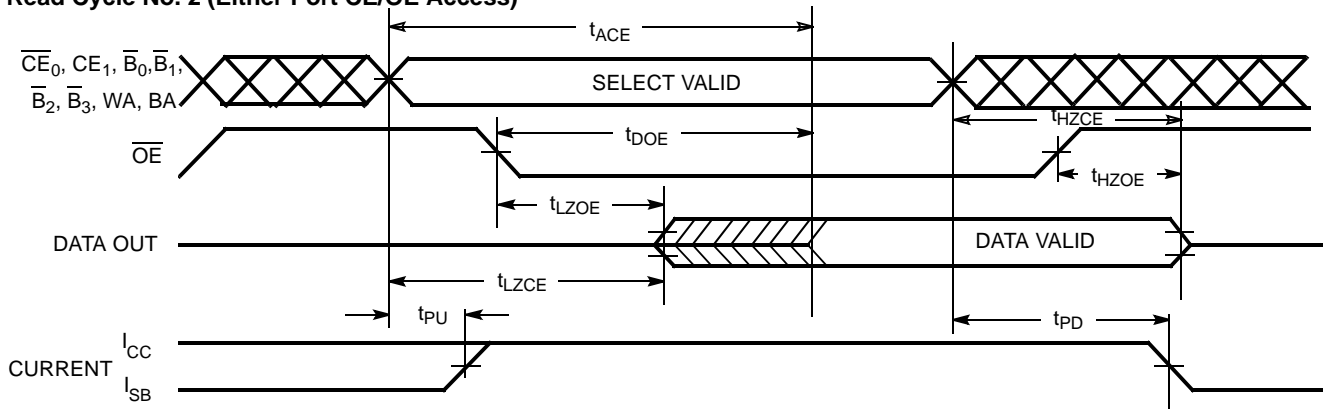 Read Cycle No. 2 (Either Port CE/OE Access)
tACE
CE0, CE1, B0,B1,
B2, B3, WA, BA
SELECT VALID
tHZCE
tDOE
OE
tHZOE
tLZOE
DATA OUT
DATA VALID
tLZCE
tPU
tPD
ICC
CURRENT
ISB